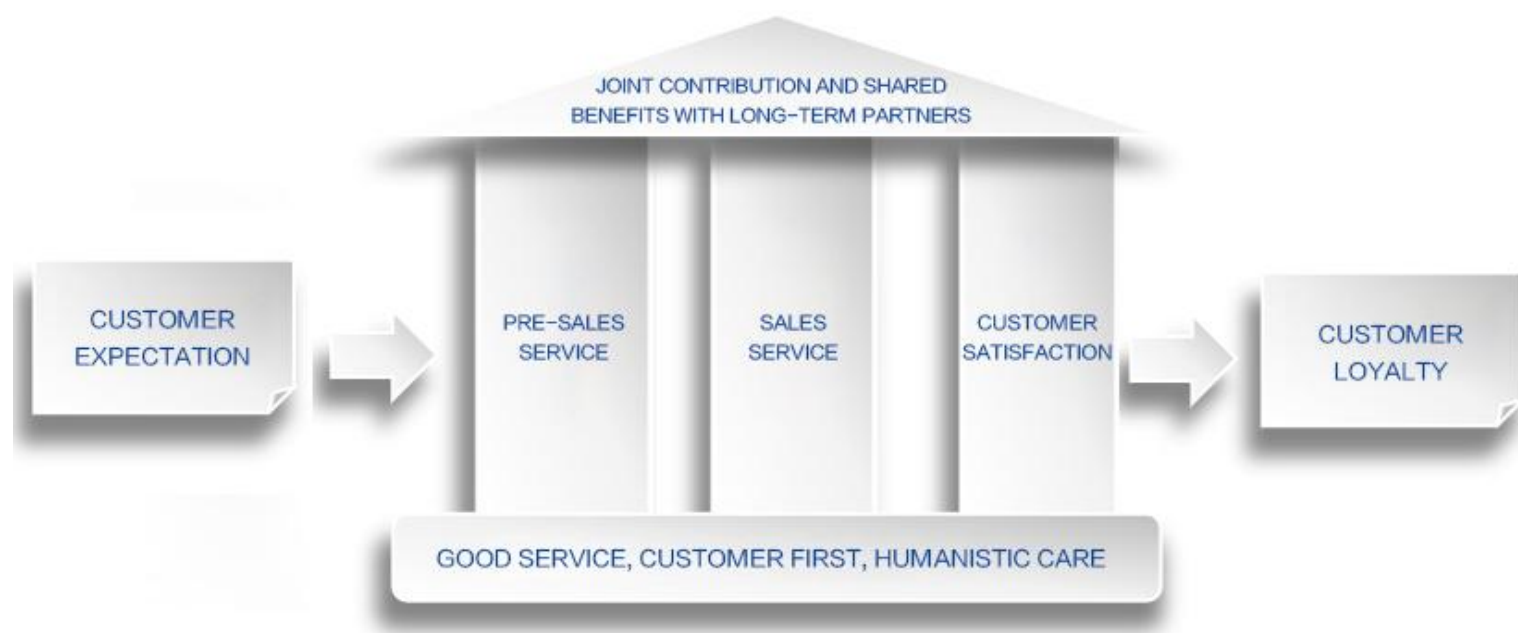 JOINT CONTRIBUTION AND SHARED
BENEFITS WITH LONG-TERM PARTNERS
CUSTOMER
EXPECTATION
PRE-SALES
SERVICE
SALES
SERVICE
CUSTOMER
SATISFACTION
CUSTOMER
LOYALTY
GOOD SERVICE, CUSTOMER FIRST, HUMANISTIC CARE